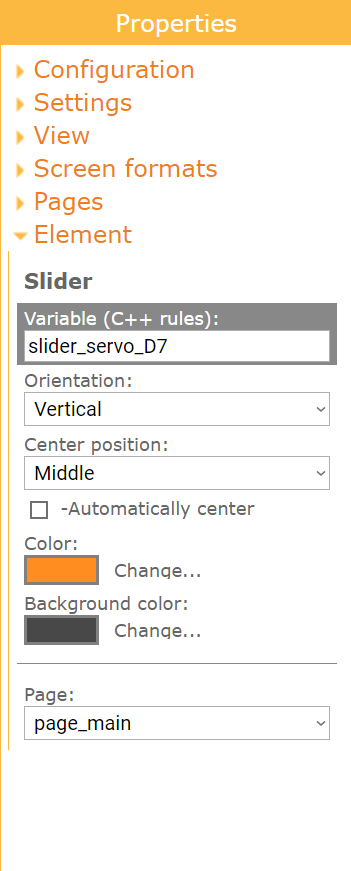 Properties
Configuration
Settings
View
Screen formats
Pages
Element
Slider
Variable (C++ rules):
slider_servo_D7
Orientation:
Vertical
Center position:
Middle
-Automatically center
Color:
Change...
Background color:
Change...
Page:
page_main